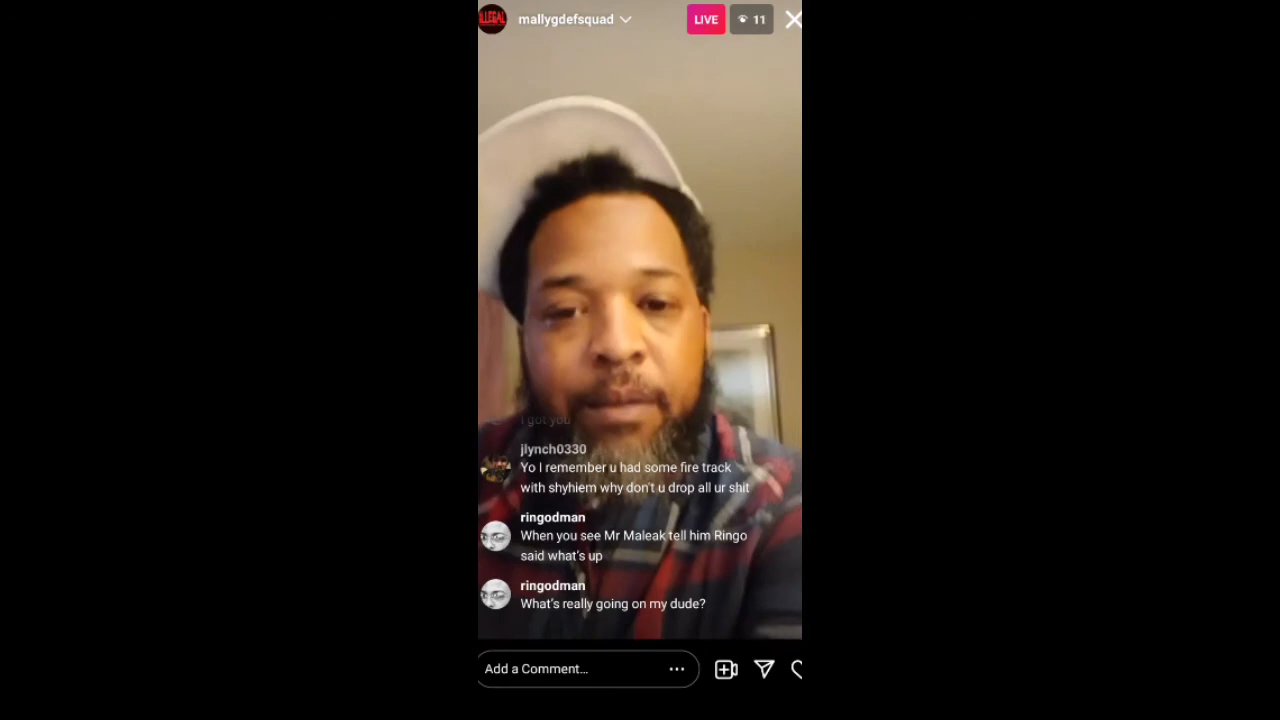 ILLEGAL
mallygdefsquad
LIVE
11
I got you
jlynch0330
Yo I remember u had some fire track
with shyhiem why don't u drop all ur shit
ringodman
When you see Mr Maleak tell him Ringo
said what's up
ringodman
What's really going on my dude?
Add a Comment...